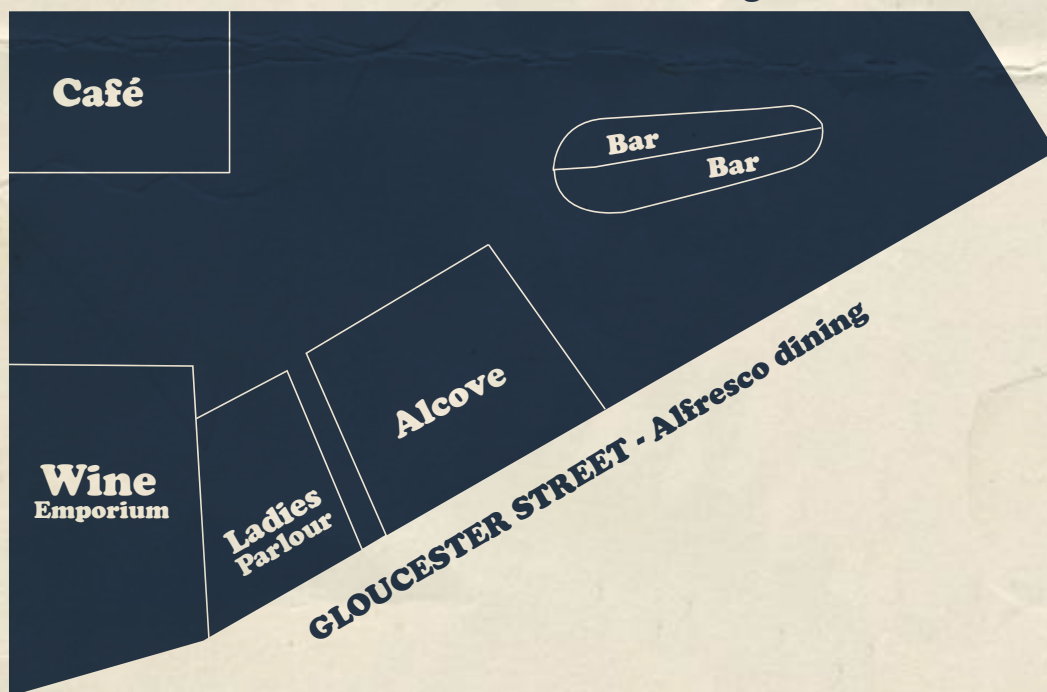 Café
Bar
Bar
Alcove
Wine
Emporium
Ladies
Parlour
GLOUCESTER STREET - Alfresco dining